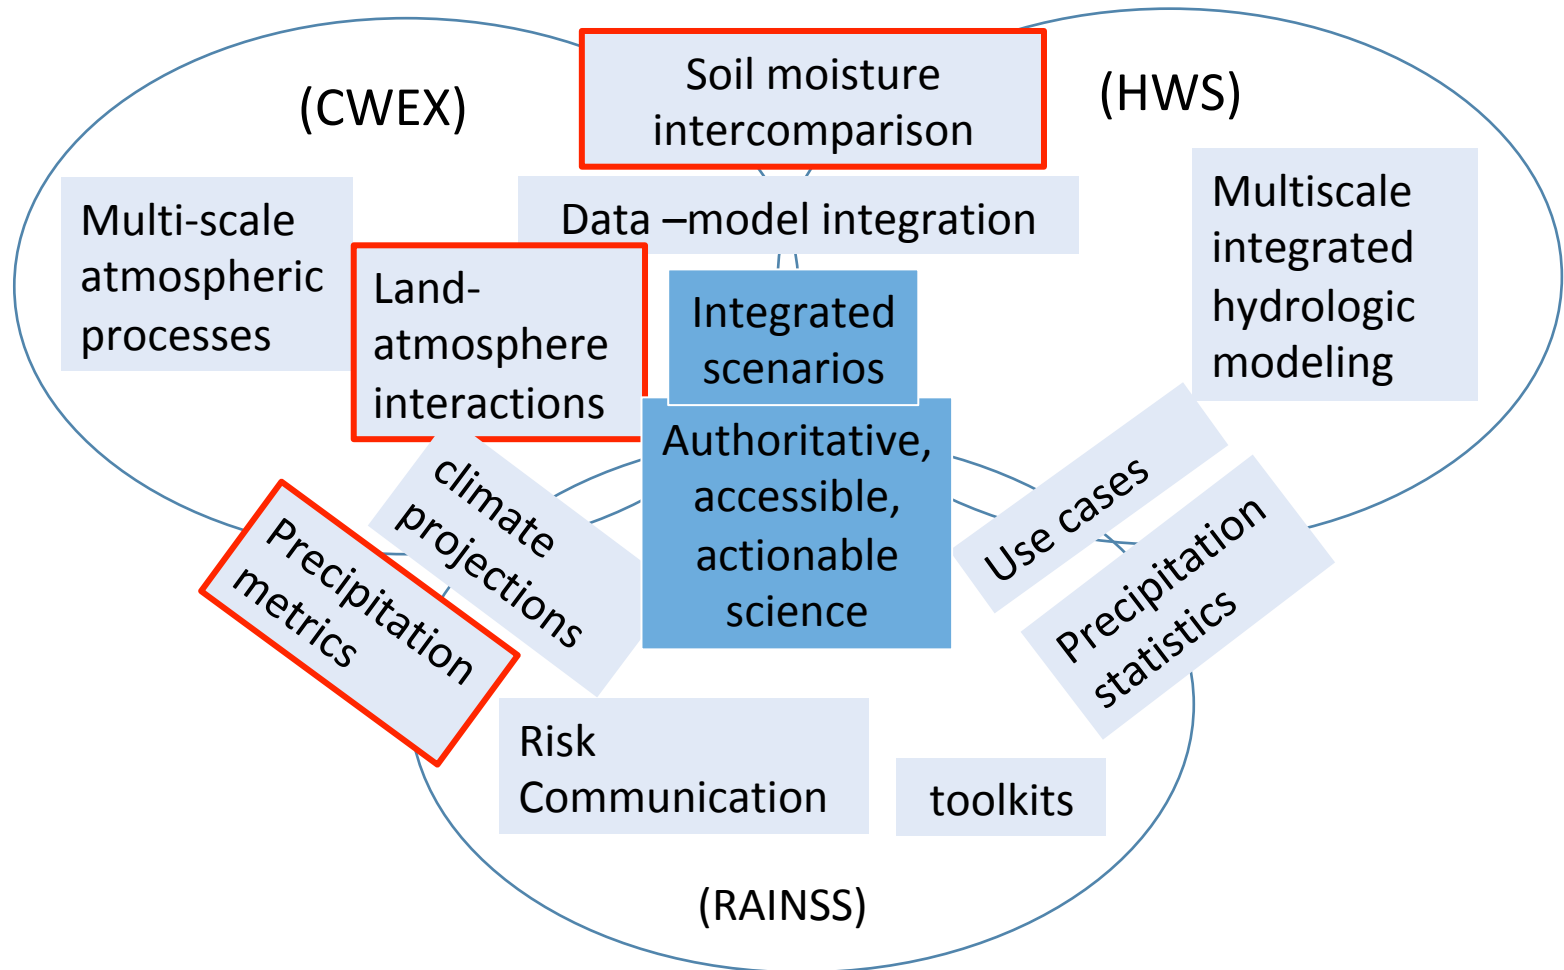 (CWEX)
Soil moisture
intercomparison
(HWS)
Multi-scale
atmospheric
processes
Data –model integration
Multiscale
integrated
hydrologic
modeling
Land-
atmosphere
interactions
Integrated
scenarios
Authoritative,
accessible,
actionable
science
climate
projections
Precipitation
metrics
Use cases
Precipitation
statistics
Risk
Communication
toolkits
(RAINSS)